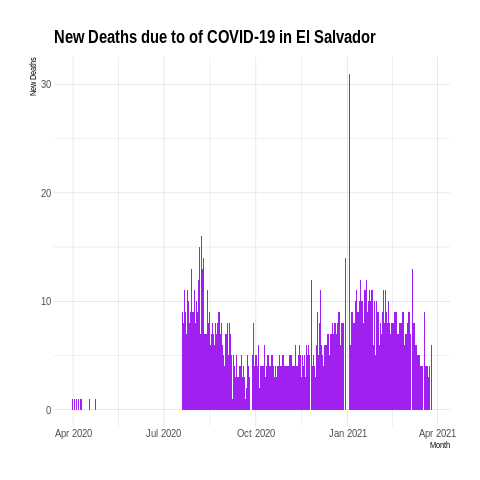 New Deaths due to of COVID-19 in El Salvador
New Deaths
30
20
10
0
Apr 2020 Jul 2020 Oct 2020 Jan 2021 Apr 2021
Month